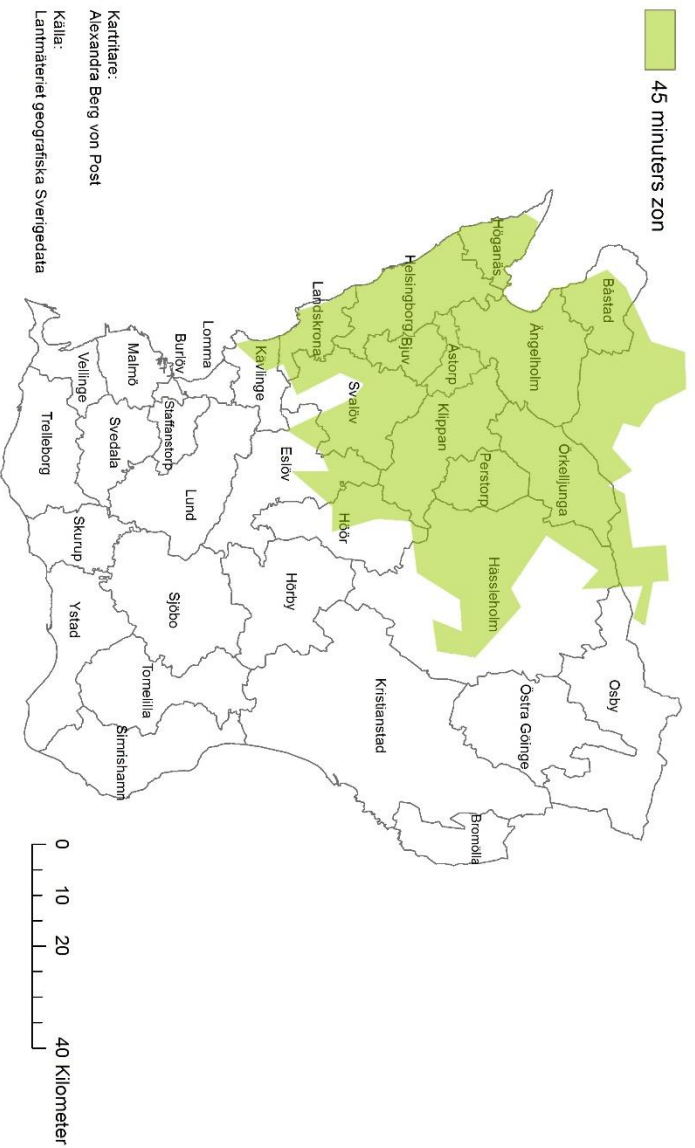 45 minuters zon
Båstad
Ängelholm
Örkelljunga
Osby
Höganäs
Helsingborg
Bjuv
Åstorp
Klippan
Perstorp
Hässleholm
Östra Göinge
Landskrona
Svalöv
Höör
Kristianstad
Bromölla
Kävlinge
Eslöv
Hörby
Lomma
Burlöv
Staffanstorp
Lund
Sjöbo
Tomelilla
Simrishamn
Malmö
Svedala
Vellinge
Trelleborg
Skurup
Ystad
Kartritare:
Alexandra Berg von Post
Källa:
Lantmäteriet geografiska Sverigedata
0 10 20 40 Kilometer